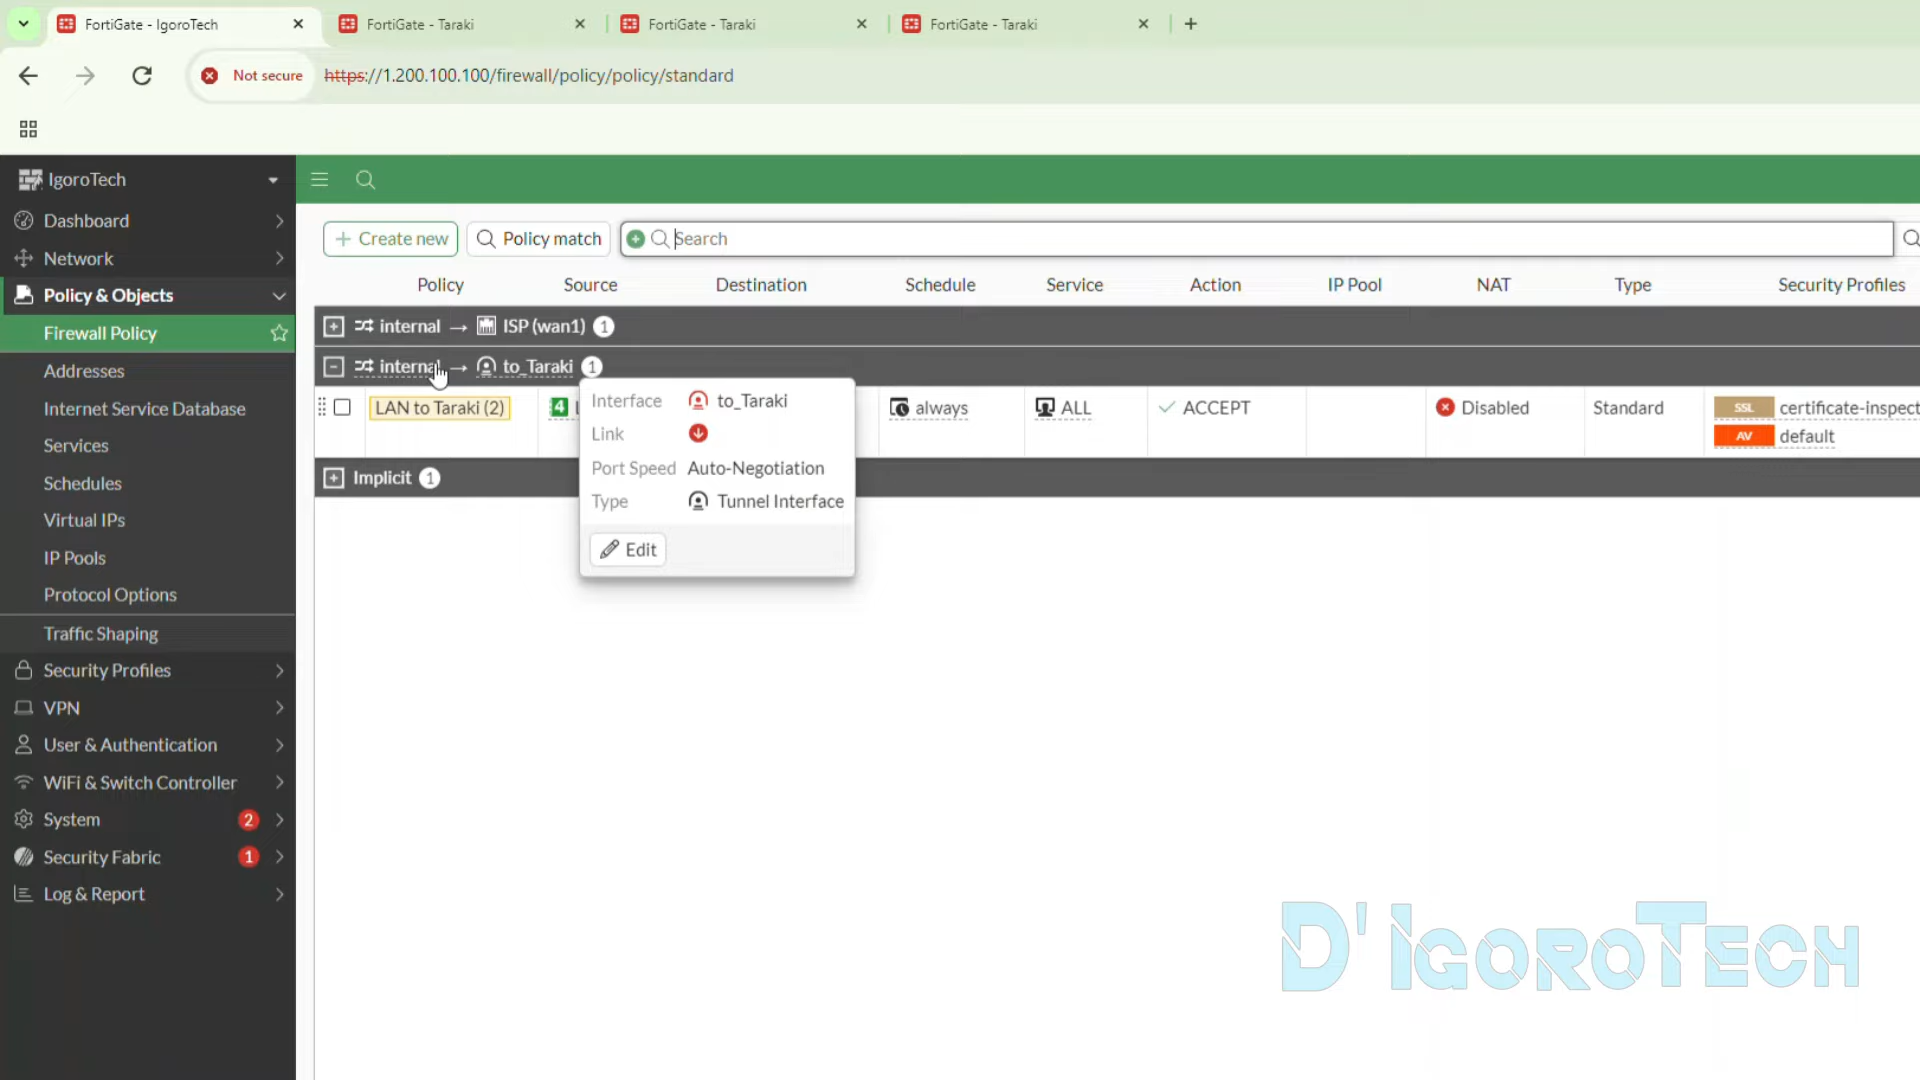 FortiGate - IgoroTech
FortiGate - Taraki
FortiGate - Taraki
FortiGate - Taraki
Not secure
https://1.200.100.100/firewall/policy/policy/standard
IgoroTech
Dashboard
Network
Policy & Objects
Firewall Policy
Addresses
Internet Service Database
Services
Schedules
Virtual IPs
IP Pools
Protocol Options
Traffic Shaping
Security Profiles
VPN
User & Authentication
WiFi & Switch Controller
System 2
Security Fabric 1
Log & Report
+ Create new
Policy match
Search
Policy Source Destination Schedule Service Action IP Pool NAT Type Security Profiles
internal → ISP (wan1) 1
internal → to_Taraki 1
LAN to Taraki (2) 4 always ALL ACCEPT Disabled Standard SSL certificate-inspect
AV default
Implicit 1
Interface to_Taraki
Link
Port Speed Auto-Negotiation
Type Tunnel Interface
Edit
D'IgoroTech